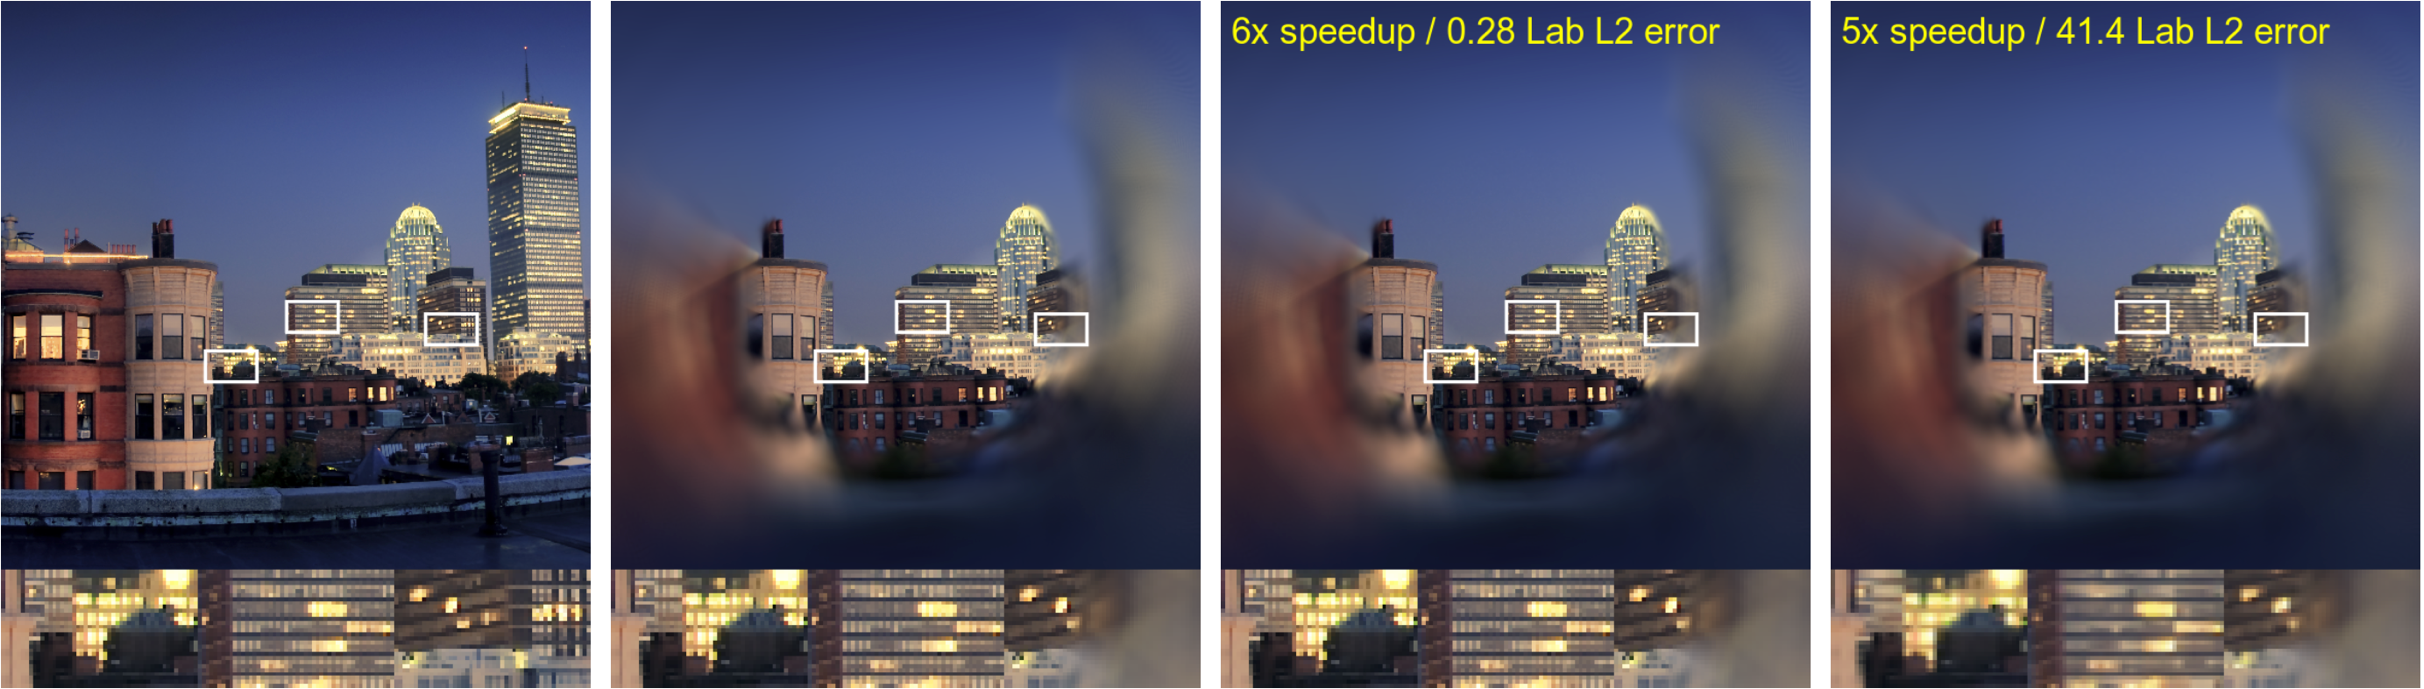 6x speedup / 0.28 Lab L2 error
5x speedup / 41.4 Lab L2 error